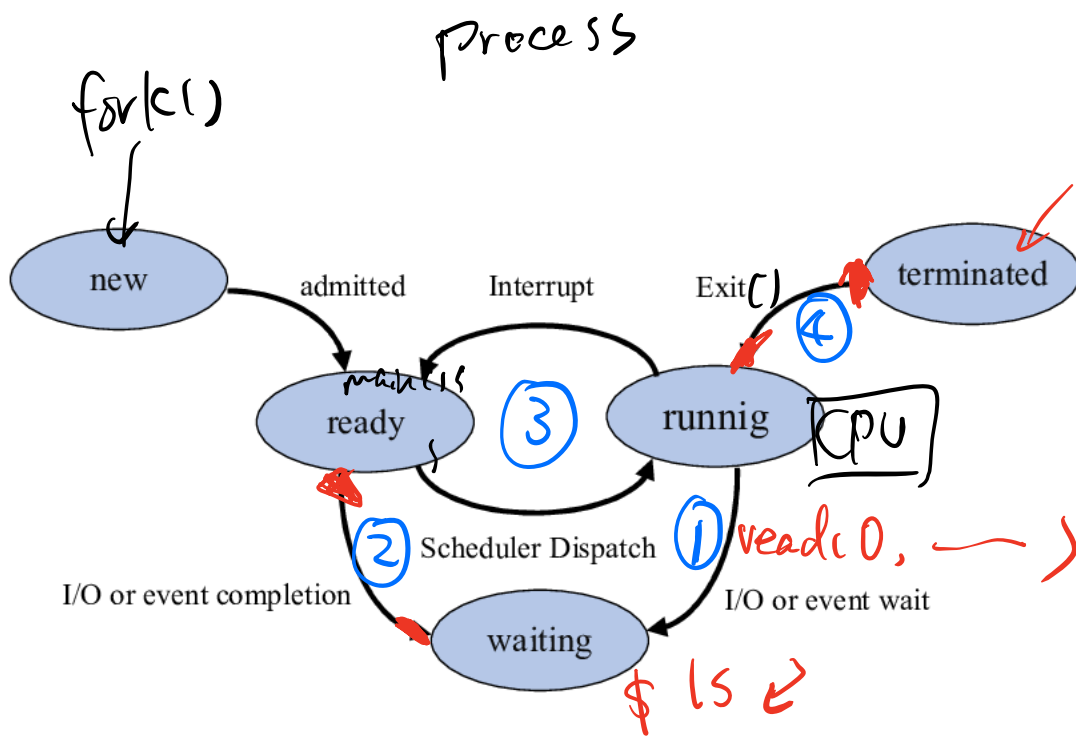 process
fork()
new
admitted
Interrupt
Exit()
terminated
④
main()s
ready
③
runnig
CPU
②
Scheduler Dispatch
①
read(0, — )
I/O or event completion
I/O or event wait
waiting
$ ls ↙